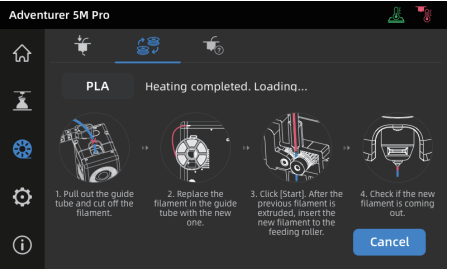 Adventurer 5M Pro
PLA
Heating completed. Loading...
1. Pull out the guide
tube and cut off the
filament.
2. Replace the
filament in the guide
tube with the new
one.
3. Click [Start]. After the
previous filament is
extruded, insert the
new filament to the
feeding roller.
4. Check if the new
filament is coming
out.
Cancel